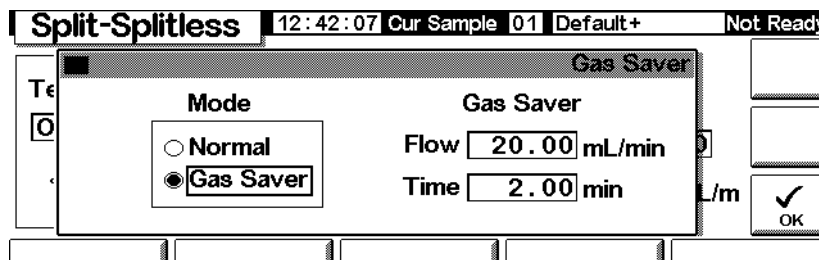 Split-Splitless 12:42:07 Cur Sample 01 Default+ Not Ready
Gas Saver
Mode Gas Saver
Normal Flow 20.00 mL/min
Gas Saver Time 2.00 min
L/m
OK